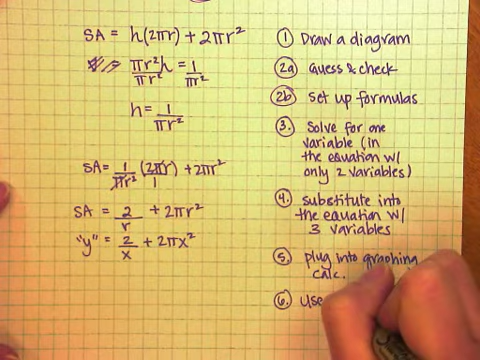 SA = h(2πr) + 2πr²
πr²h/πr² = 1/πr²
h = 1/πr²
SA = 1/πr² (2πr)/1 + 2πr²
SA = 2/r + 2πr²
"y" = 2/x + 2πx²
① Draw a diagram
②a Guess & check
②b Set up formulas
③. Solve for one
variable (in
the equation w/
only 2 variables)
④. substitute into
the equation w/
3 variables
⑤. plug into graphing
calc.
⑥. Use